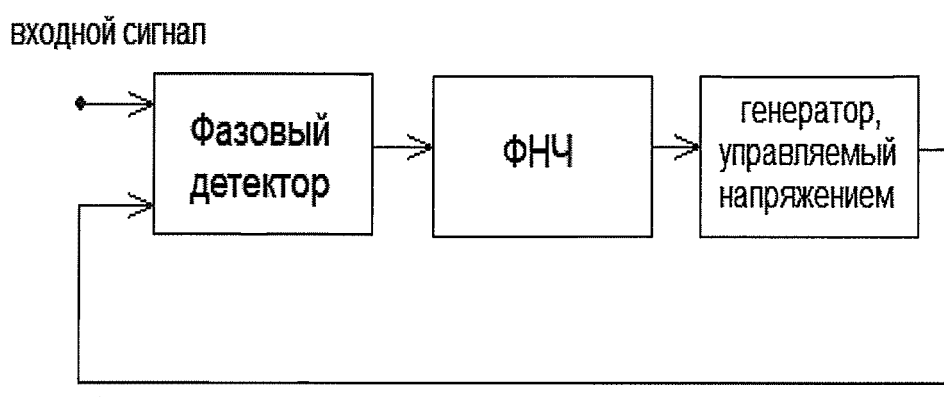 входной сигнал
Фазовый
детектор
ФНЧ
генератор,
управляемый
напряжением